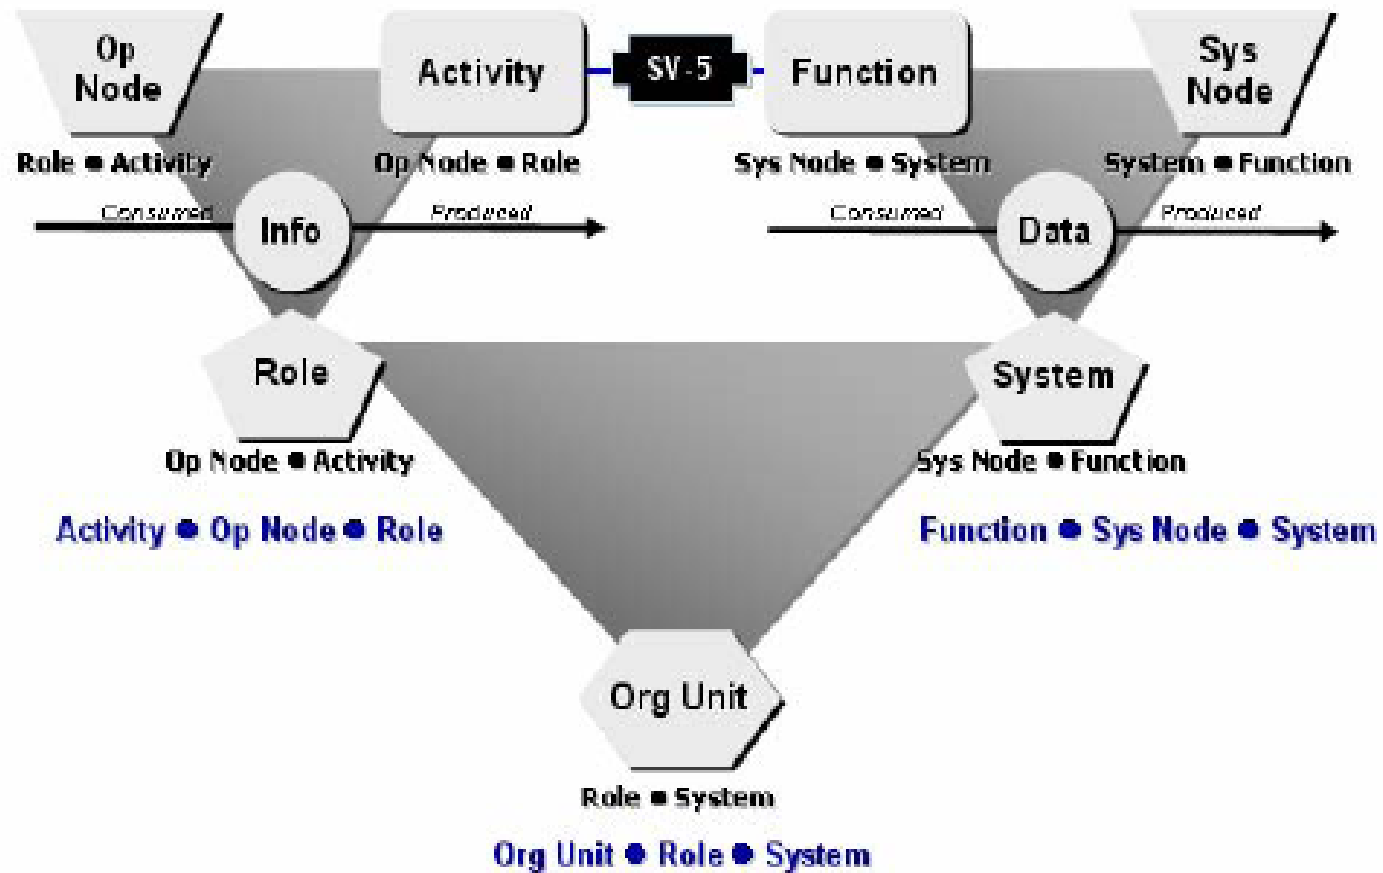 Op
Node
Activity
SV-5
Function
Sys
Node
Role ● Activity
Op Node ● Role
Sys Node ● System
System ● Function
Consumed
Info
Produced
Consumed
Data
Produced
Role
System
Op Node ● Activity
Sys Node ● Function
Activity ● Op Node ● Role
Function ● Sys Node ● System
Org Unit
Role ● System
Org Unit ● Role ● System